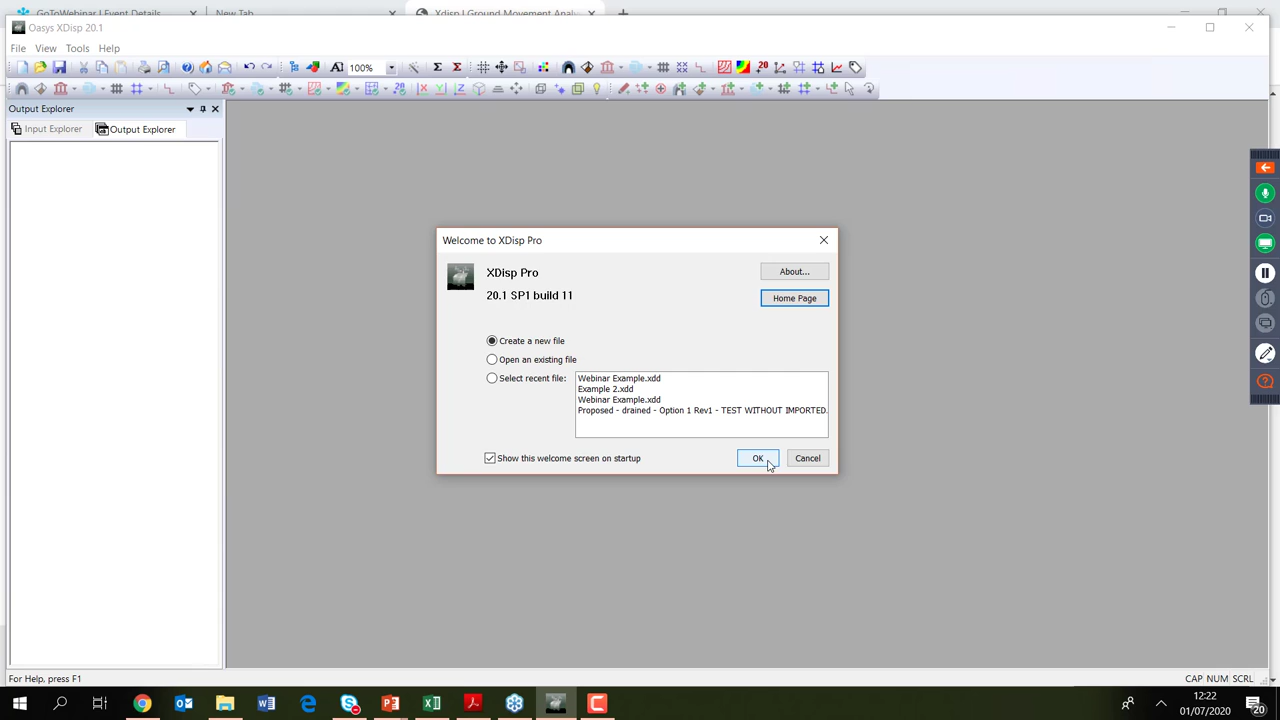 GoToWebinar | Event Details
New Tab
Xdisp | Ground Movement Analy
Oasys XDisp 20.1
File View Tools Help
100%
20
20
Output Explorer
Input Explorer Output Explorer
Welcome to XDisp Pro
XDisp Pro
About...
20.1 SP1 build 11
Home Page
Create a new file
Open an existing file
Select recent file:
Webinar Example.xdd
Example 2.xdd
Webinar Example.xdd
Proposed - drained - Option 1 Rev1 - TEST WITHOUT IMPORTED.
Show this welcome screen on startup
OK Cancel
For Help, press F1
CAP NUM SCRL
12:22
01/07/2020
20